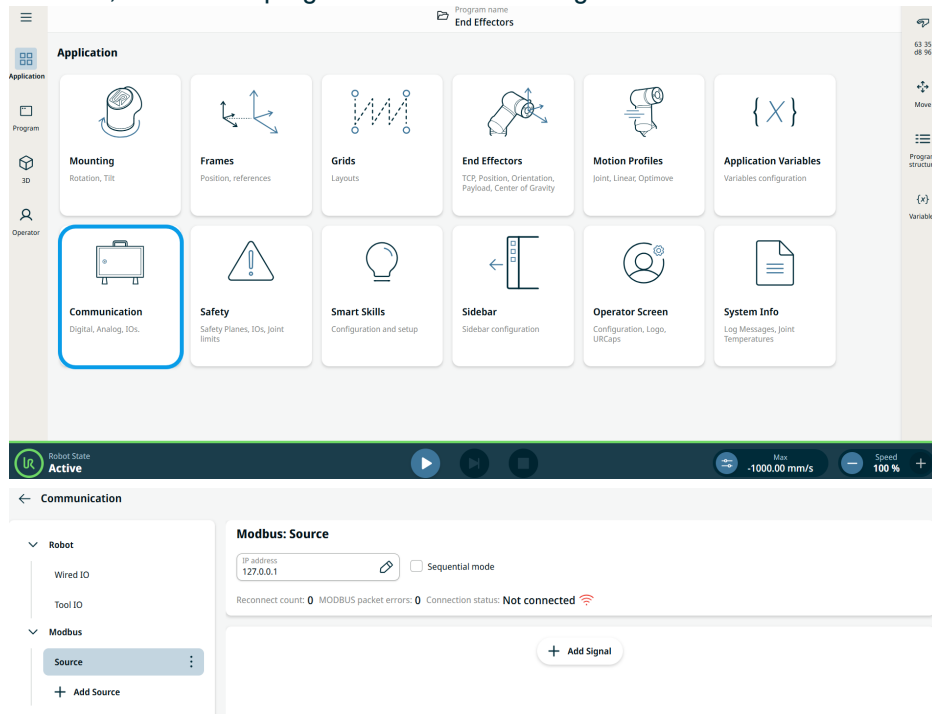 Program name
End Effectors
Application
Application
Program
3D
Operator
63 35
d8 96
Move
Variable
Mounting
Rotation, Tilt
Frames
Position, references
Grids
Layouts
End Effectors
TCP, Position, Orientation,
Payload, Center of Gravity
Motion Profiles
Joint, Linear, Optimove
Application Variables
Variables configuration
Communication
Digital, Analog, IOs.
Safety
Safety Planes, IOs, Joint
limits
Smart Skills
Configuration and setup
Sidebar
Sidebar configuration
Operator Screen
Configuration, Logo,
URCaps
System Info
Log Messages, Joint
Temperatures
Robot State
Active
Max
-1000.00 mm/s
Speed
100 %
Communication
Robot
Wired IO
Tool IO
Modbus
Source
Add Source
Modbus: Source
IP address
127.0.0.1
Sequential mode
Reconnect count: 0 MODBUS packet errors: 0 Connection status: Not connected
Add Signal